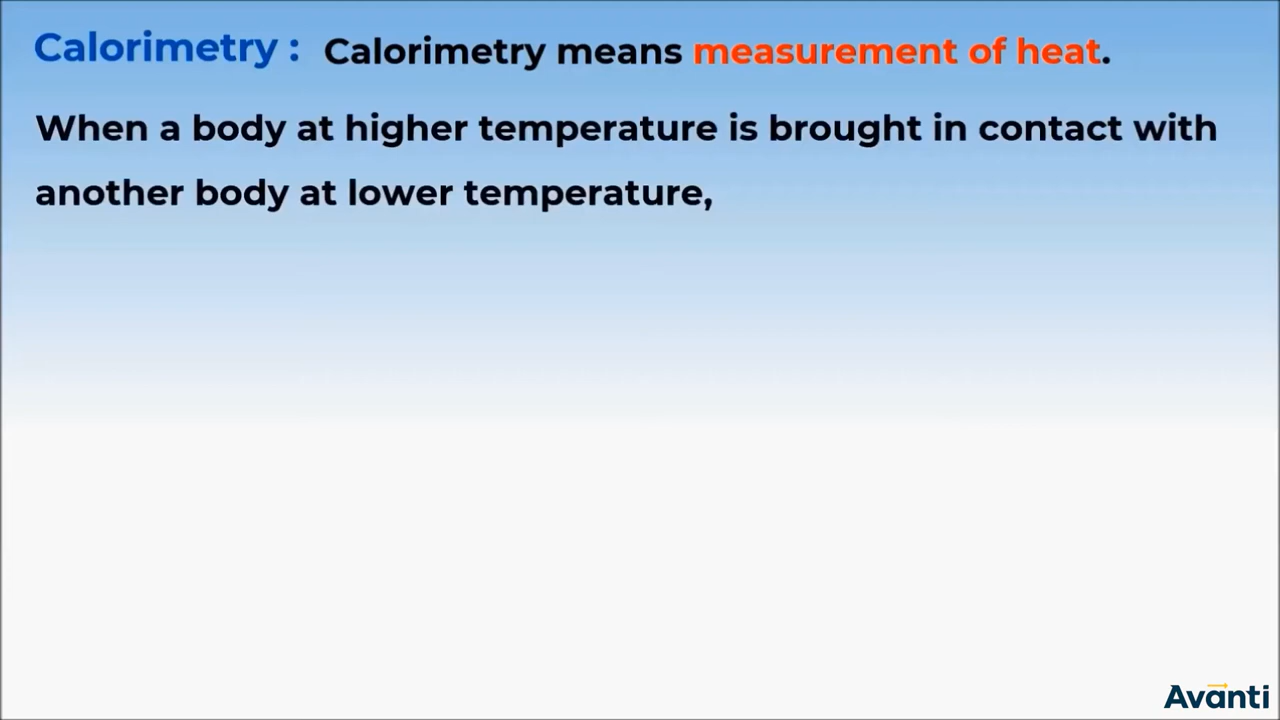 Calorimetry : Calorimetry means measurement of heat.
When a body at higher temperature is brought in contact with
another body at lower temperature,
Avanti